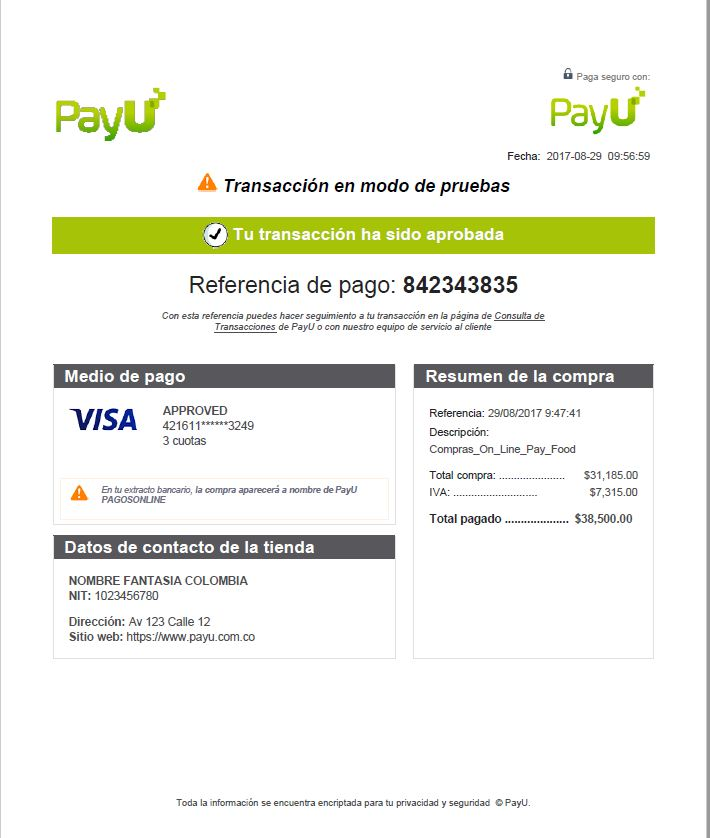 Paga seguro con:
PayU
PayU
Fecha: 2017-08-29 09:56:59
Transacción en modo de pruebas
Tu transacción ha sido aprobada
Referencia de pago: 842343835
Con esta referencia puedes hacer seguimiento a tu transacción en la página de Consulta de
Transacciones de PayU o con nuestro equipo de servicio al cliente
Medio de pago
VISA
APPROVED
421611******3249
3 cuotas
En tu extracto bancario, la compra aparecerá a nombre de PayU
PAGOSONLINE
Datos de contacto de la tienda
NOMBRE FANTASIA COLOMBIA
NIT: 1023456780
Dirección: Av 123 Calle 12
Sitio web: https://www.payu.com.co
Resumen de la compra
Referencia: 29/08/2017 9:47:41
Descripción:
Compras_On_Line_Pay_Food
Total compra: ...................... $31,185.00
IVA: ............................ $7,315.00
Total pagado .................... $38,500.00
Toda la información se encuentra encriptada para tu privacidad y seguridad © PayU.